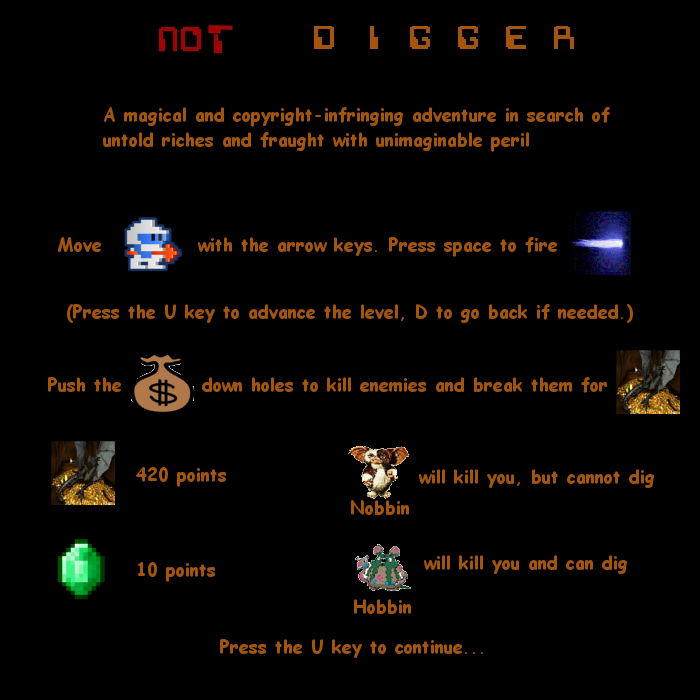 NOT DIGGER
A magical and copyright-infringing adventure in search of
untold riches and fraught with unimaginable peril
Move with the arrow keys. Press space to fire
(Press the U key to advance the level, D to go back if needed.)
Push the $ down holes to kill enemies and break them for
420 points
will kill you, but cannot dig
Nobbin
10 points
will kill you and can dig
Hobbin
Press the U key to continue...